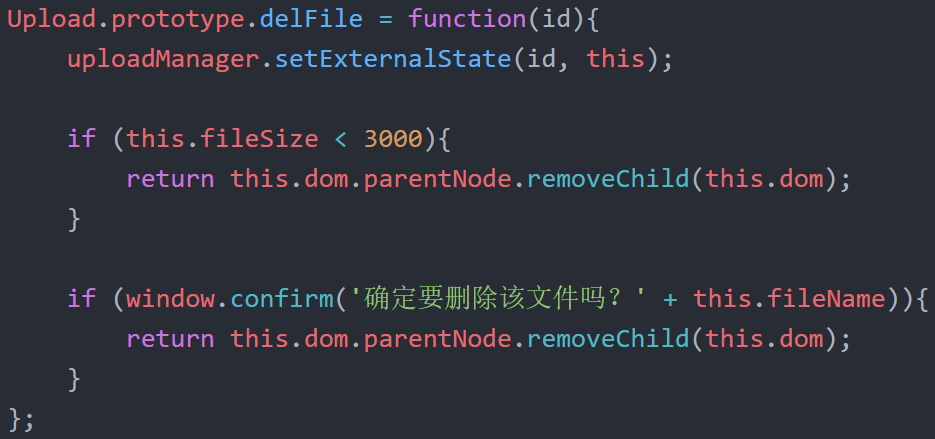 Upload.prototype.delFile = function(id){
uploadManager.setExternalState(id, this);
if (this.fileSize < 3000){
return this.dom.parentNode.removeChild(this.dom);
}
if (window.confirm('确定要删除该文件吗？' + this.fileName)){
return this.dom.parentNode.removeChild(this.dom);
}
};